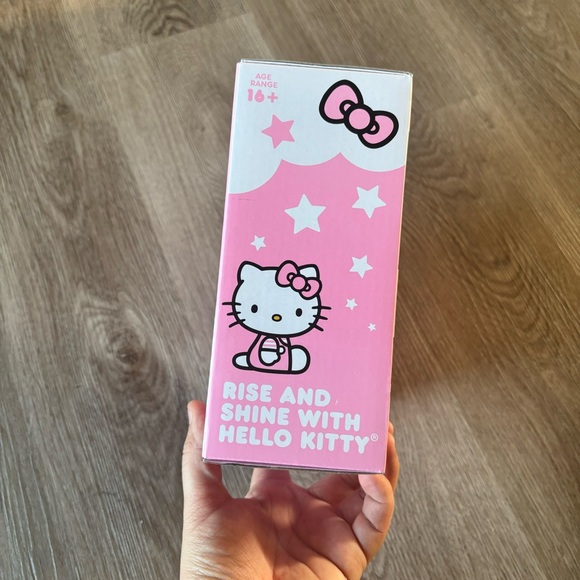 AGE
RANGE
16+
RISE AND
SHINE WITH
HELLO KITTY®